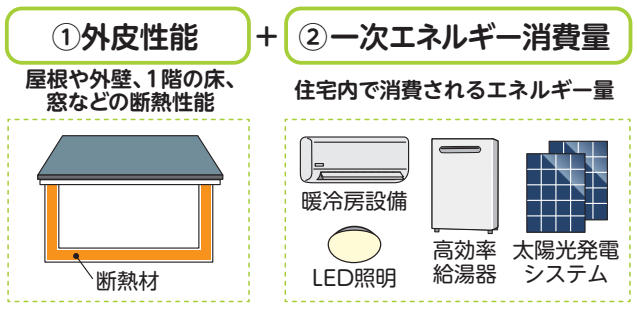 ①外皮性能
+
②一次エネルギー消費量
屋根や外壁、1階の床、
窓などの断熱性能
住宅内で消費されるエネルギー量
断熱材
暖冷房設備
LED照明
高効率
給湯器
太陽光発電
システム